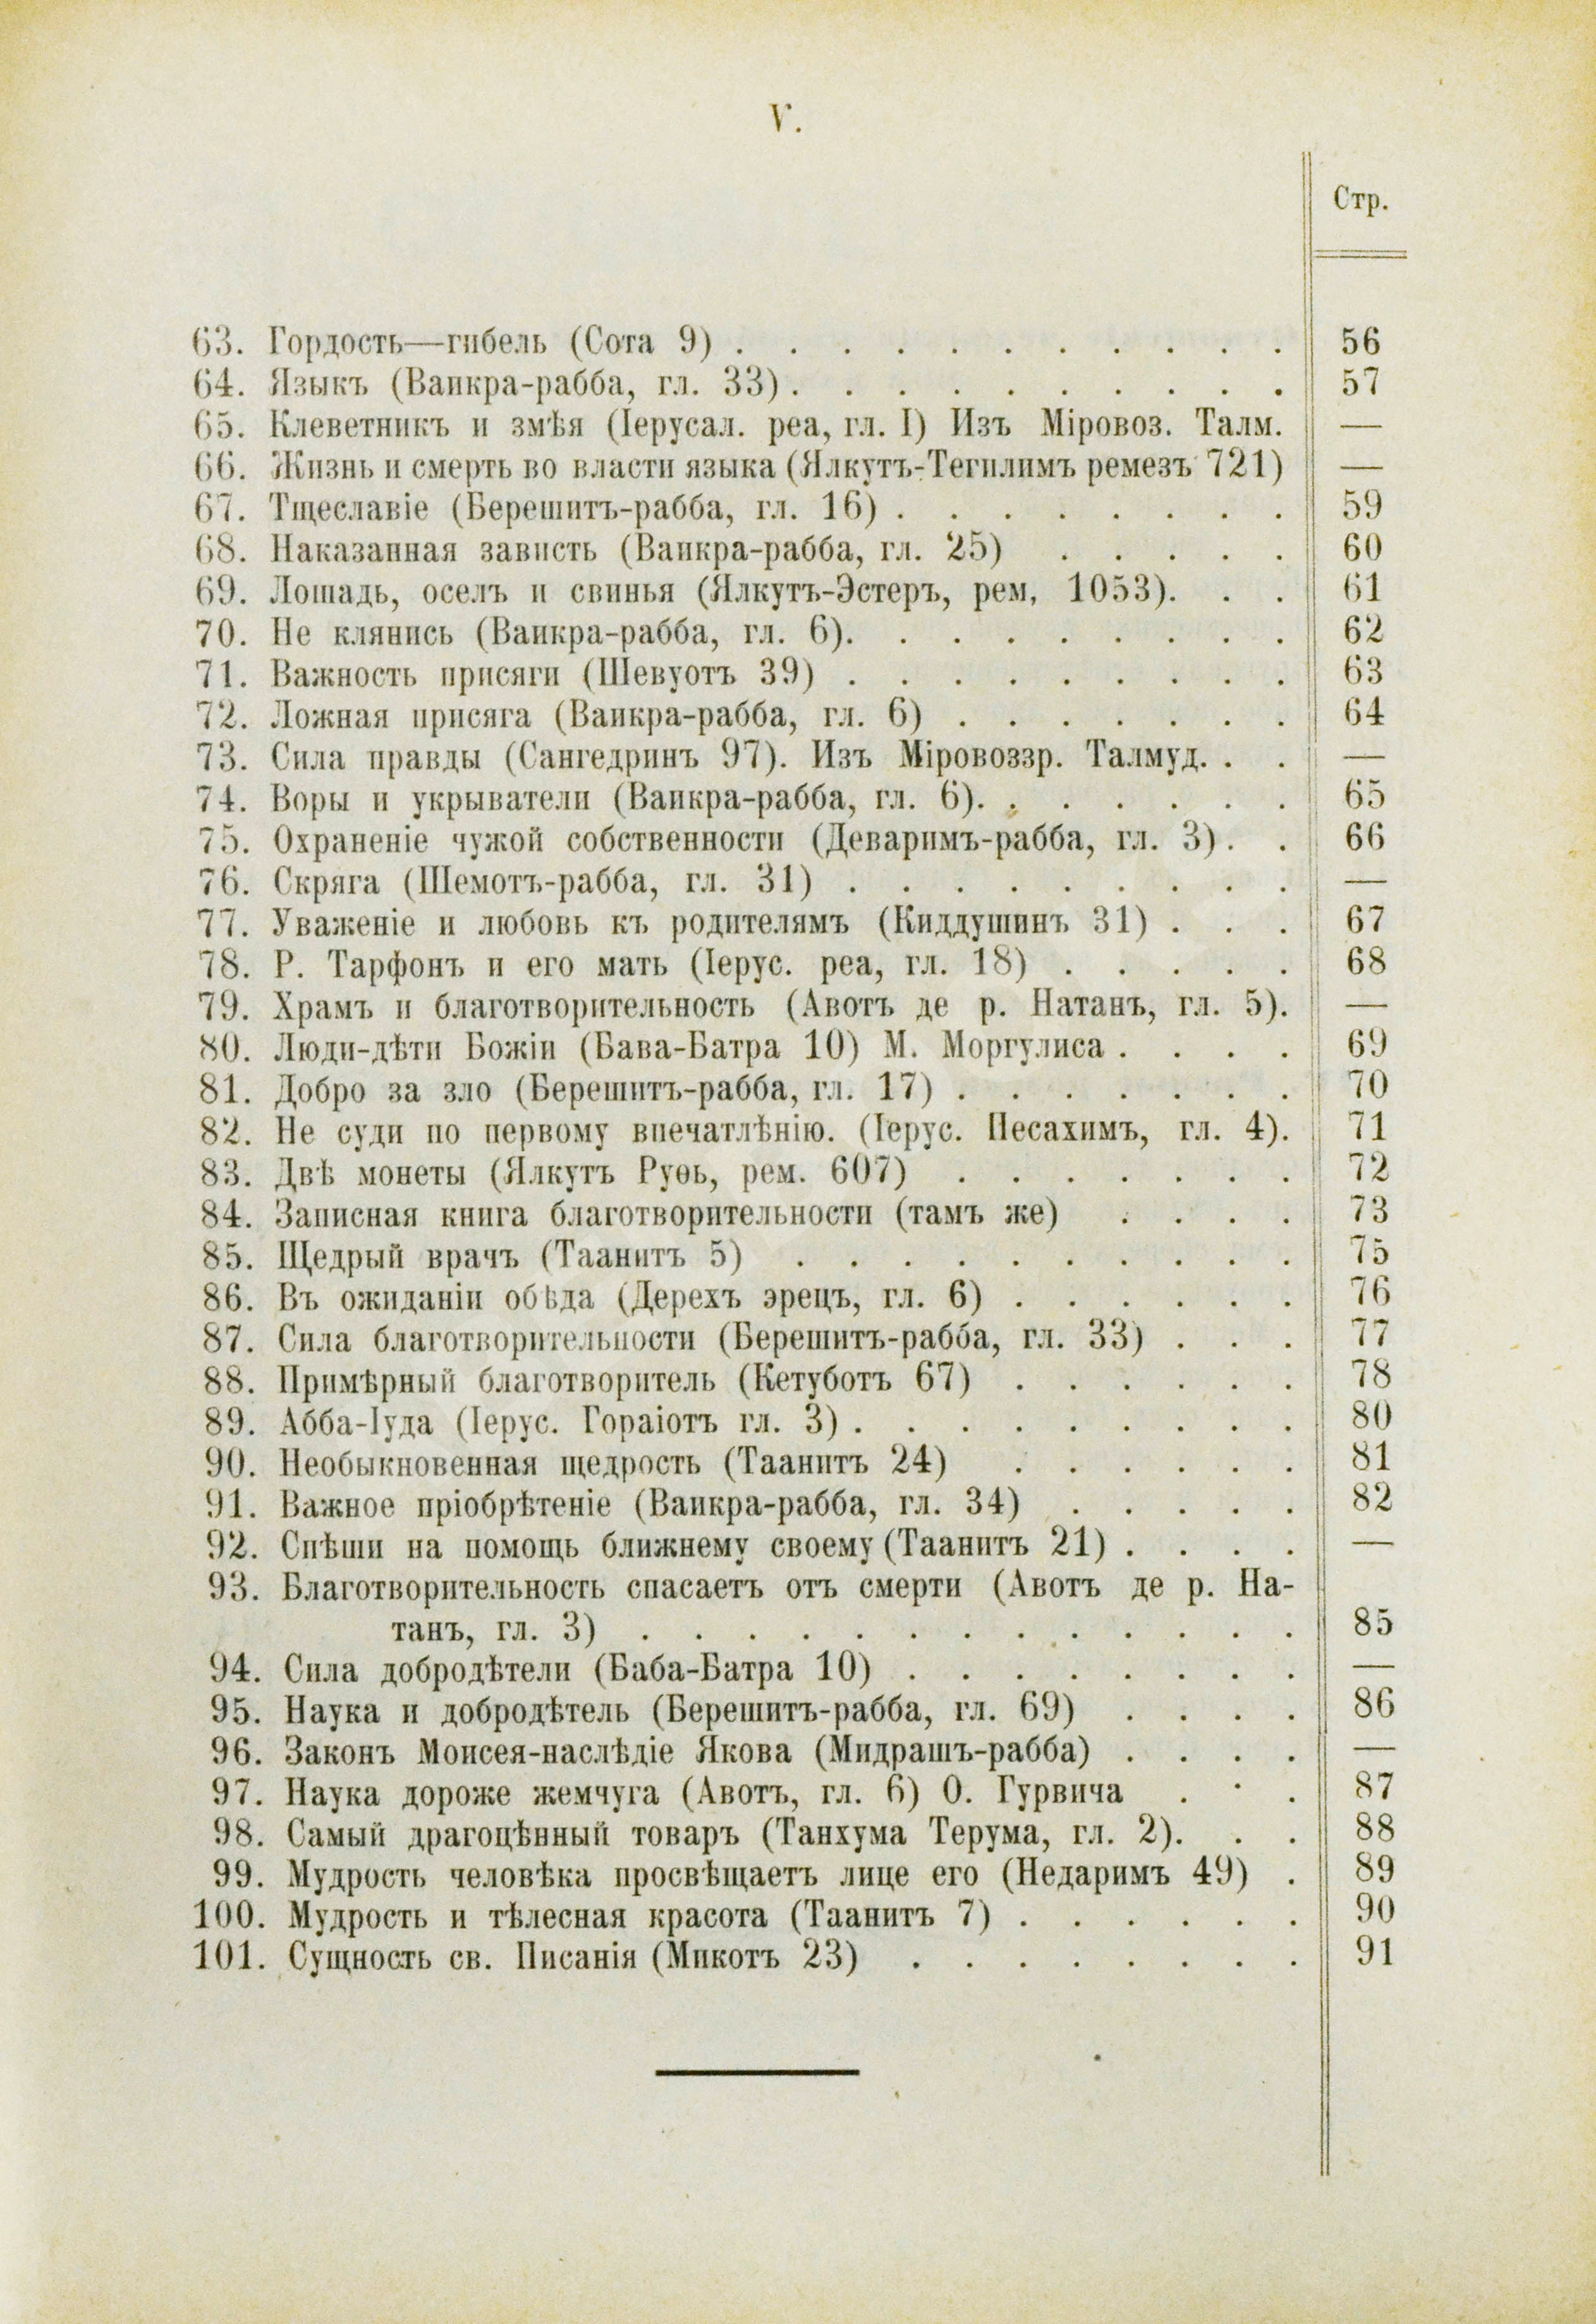 V.
Стр.
63. Гордость—гибель (Сота 9) . . . . . . . . . . . 56
64. Языкъ (Ваикра-рабба, гл. 33) . . . . . . . . . . 57
65. Клеветникъ и змѣя (Іерусал. реа, гл. I) Изъ Міровоз. Талм. —
66. Жизнь и смерть во власти языка (Ялкутъ-Тегилимъ ремезъ 721) —
67. Тщеславіе (Берешитъ-рабба, гл. 16) . . . . . . . . 59
68. Наказанная зависть (Ваикра-рабба, гл. 25) . . . . . 60
69. Лошадь, оселъ и свинья (Ялкутъ-Эстеръ, рем, 1053). . . 61
70. Не клянись (Ваикра-рабба, гл. 6). . . . . . . . . 62
71. Важность присяги (Шевуотъ 39) . . . . . . . . . 63
72. Ложная присяга (Ваикра-рабба, гл. 6) . . . . . . . 64
73. Сила правды (Сангедринъ 97). Изъ Міровоззр. Талмуд. . . —
74. Воры и укрыватели (Ваикра-рабба, гл. 6). . . . . . . 65
75. Охраненіе чужой собственности (Деваримъ-рабба, гл. 3). . 66
76. Скряга (Шемотъ-рабба, гл. 31) . . . . . . . . . —
77. Уваженіе и любовь къ родителямъ (Киддушинъ 31) . . . 67
78. Р. Тарфонъ и его мать (Іерус. реа, гл. 18) . . . . . 68
79. Храмъ и благотворительность (Авотъ де р. Натанъ, гл. 5). —
80. Люди-дѣти Божіи (Бава-Батра 10) М. Моргулиса . . . . 69
81. Добро за зло (Берешитъ-рабба, гл. 17) . . . . . . . 70
82. Не суди по первому впечатлѣнію. (Іерус. Песахимъ, гл. 4). 71
83. Двѣ монеты (Ялкутъ Руѳь, рем. 607) . . . . . . . 72
84. Записная книга благотворительности (тамъ же) . . . . 73
85. Щедрый врачъ (Таанитъ 5) . . . . . . . . . . 75
86. Въ ожиданіи обѣда (Дерехъ эрецъ, гл. 6) . . . . . . 76
87. Сила благотворительности (Берешитъ-рабба, гл. 33) . . . 77
88. Примѣрный благотворитель (Кетуботъ 67) . . . . . . 78
89. Абба-Іуда (Іерус. Гораіотъ гл. 3) . . . . . . . . . 80
90. Необыкновенная щедрость (Таанитъ 24) . . . . . . 81
91. Важное пріобрѣтеніе (Ваикра-рабба, гл. 34) . . . . . 82
92. Спѣши на помощь ближнему своему (Таанитъ 21) . . . . —
93. Благотворительность спасаетъ отъ смерти (Авотъ де р. На-
танъ, гл. 3) . . . . . . . . . . . . . 85
94. Сила добродѣтели (Баба-Батра 10) . . . . . . . . —
95. Наука и добродѣтель (Берешитъ-рабба, гл. 69) . . . . 86
96. Законъ Моисея-наслѣдіе Якова (Мидрашъ-рабба) . . . . —
97. Наука дороже жемчуга (Авотъ, гл. 6) О. Гурвича . . . 87
98. Самый драгоцѣнный товаръ (Танхума Терума, гл. 2). . . 88
99. Мудрость человѣка просвѣщаетъ лице его (Недаримъ 49) . 89
100. Мудрость и тѣлесная красота (Таанитъ 7) . . . . . . 90
101. Сущность св. Писанія (Микотъ 23) . . . . . . . . 91